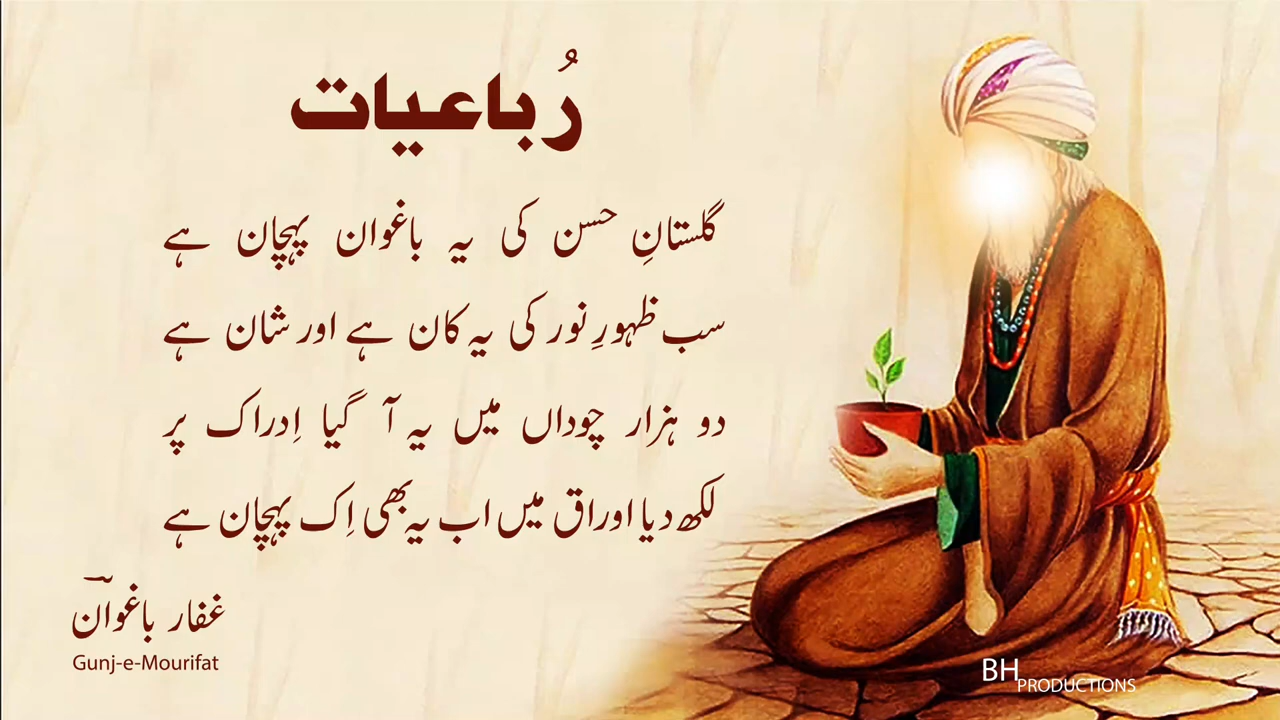 رُباعیات
گلستانِ حسن کی یہ باغوان پہچان ہے
سب ظہورِ نور کی یہ کان ہے اور شان ہے
دو ہزار چوداں میں یہ آ گیا اِدراک پر
لکھ دیا اوراق میں اب یہ بھی اِک پہچان ہے
غفار باغوانؔ
Gunj-e-Mourifat
BH
PRODUCTIONS